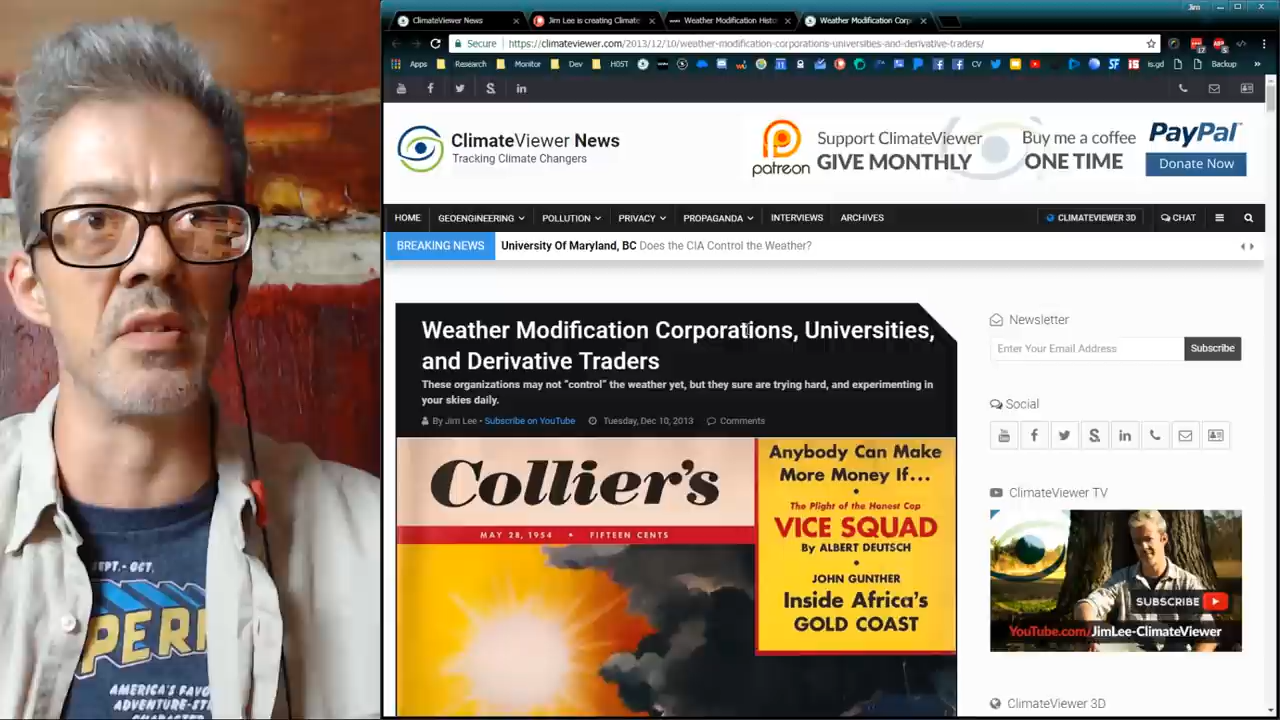 Jim
ClimateViewer News
Jim Lee is creating Climate
Weather Modification Histo
Weather Modification Corp
Secure
https://climateviewer.com/2013/12/10/weather-modification-corporations-universities-and-derivative-traders/
Apps Research Monitor Dev H05T CV is.gd Backup »
ClimateViewer News
Tracking Climate Changers
patreon
Support ClimateViewer
GIVE MONTHLY
Buy me a coffee
ONE TIME
PayPal
Donate Now
HOME GEOENGINEERING POLLUTION PRIVACY PROPAGANDA INTERVIEWS ARCHIVES CLIMATEVIEWER 3D CHAT
BREAKING NEWS University Of Maryland, BC Does the CIA Control the Weather?
Weather Modification Corporations, Universities,
and Derivative Traders
These organizations may not “control” the weather yet, but they sure are trying hard, and experimenting in
your skies daily.
By Jim Lee • Subscribe on YouTube Tuesday, Dec 10, 2013 Comments
Collier's
MAY 28, 1954 • FIFTEEN CENTS
Anybody Can Make
More Money If...
•
The Plight of the Honest Cop
VICE SQUAD
By ALBERT DEUTSCH
•
JOHN GUNTHER
Inside Africa's
GOLD COAST
Newsletter
Enter Your Email Address
Subscribe
Social
ClimateViewer TV
SUBSCRIBE
YouTube.com/JimLee-ClimateViewer
ClimateViewer 3D
SEPT.- OCT.
AMERICA'S FAVO
ADVENTURE-ST